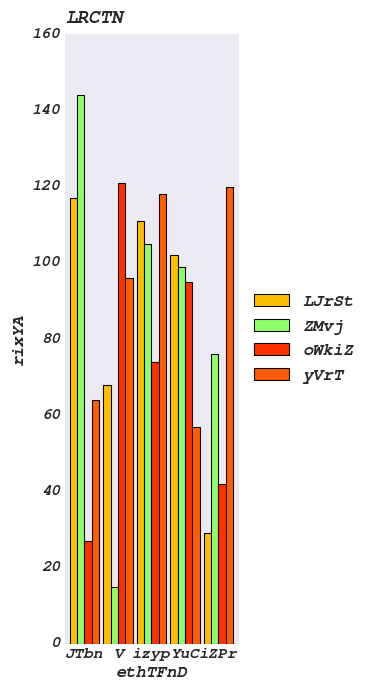 LRCTN
160
140
120
100
80
60
40
20
0
rixYA
JTbn V izyp YuCi ZPr
ethTFnD
LJrSt
ZMvj
oWkiZ
yVrT